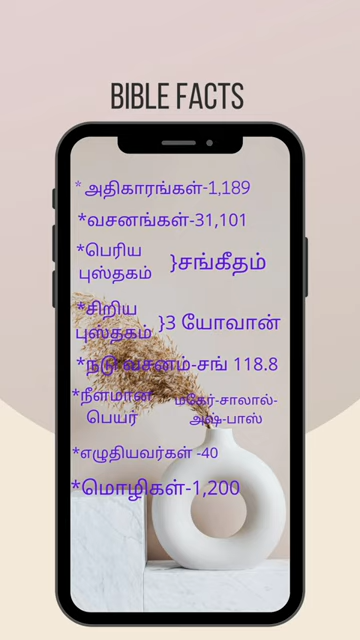 BIBLE FACTS
*அதிகாரங்கள்-1,189
*வசனங்கள்-31,101
*பெரிய
புஸ்தகம் }சங்கீதம்
*சிறிய
புஸ்தகம் }3 யோவான்
*நடு வசனம்-சங் 118.8
*நீளமான மகேர்-சாலால்-
பெயர் அஷ்-பாஸ்
*எழுதியவர்கள் -40
*மொழிகள்-1,200